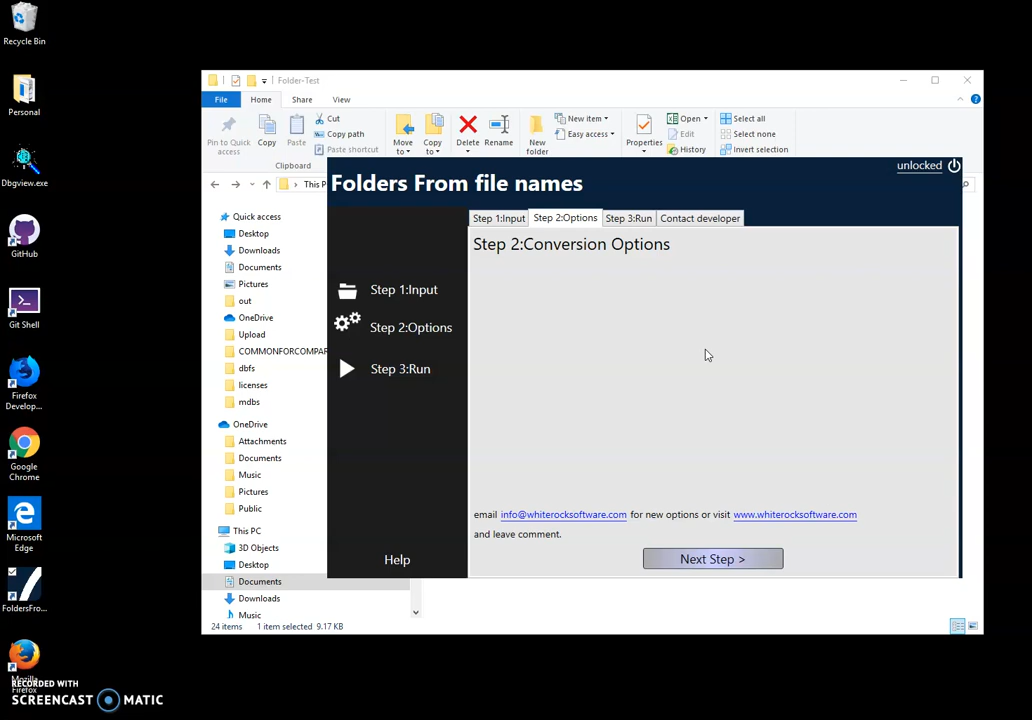 Recycle Bin
Personal
Dbgview.exe
GitHub
Git Shell
Firefox
Develop...
Google
Chrome
Microsoft
Edge
FoldersFro...
Mozilla
Firefox
RECORDED WITH
SCREENCAST MATIC
Folder-Test
File Home Share View
Pin to Quick
access
Copy
Paste
Cut
Copy path
Paste shortcut
Clipboard
Move
to
Copy
to
Delete
Rename
New
folder
New item
Easy access
Properties
Open
Edit
History
Select all
Select none
Invert selection
This P
Quick access
Desktop
Downloads
Documents
Pictures
out
OneDrive
Upload
COMMONFORCOMPAR
dbfs
licenses
mdbs
OneDrive
Attachments
Documents
Music
Pictures
Public
This PC
3D Objects
Desktop
Documents
Downloads
Music
24 items 1 item selected 9.17 KB
unlocked
Folders From file names
Step 1:Input Step 2:Options Step 3:Run Contact developer
Step 1:Input
Step 2:Options
Step 3:Run
Help
Step 2:Conversion Options
email info@whiterocksoftware.com for new options or visit www.whiterocksoftware.com
and leave comment.
Next Step >